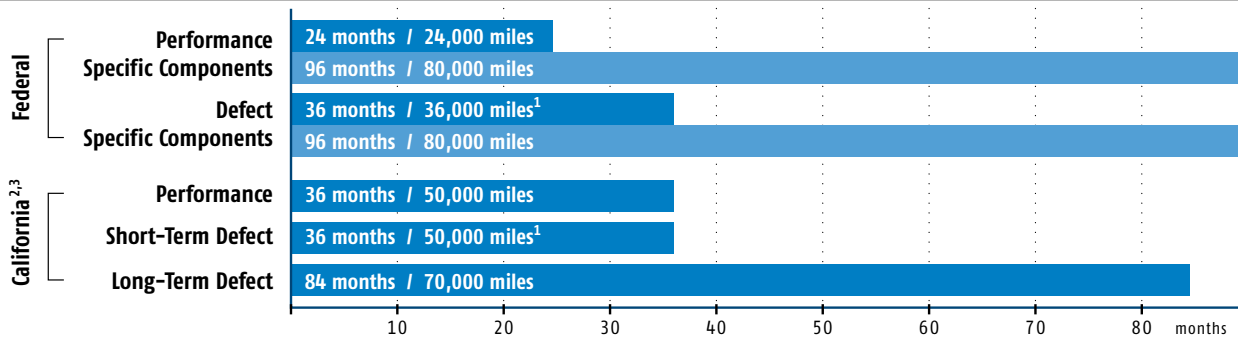 Federal
Performance 24 months / 24,000 miles
Specific Components 96 months / 80,000 miles
Defect 36 months / 36,000 miles1
Specific Components 96 months / 80,000 miles
California2,3
Performance 36 months / 50,000 miles
Short-Term Defect 36 months / 50,000 miles1
Long-Term Defect 84 months / 70,000 miles
10 20 30 40 50 60 70 80 months